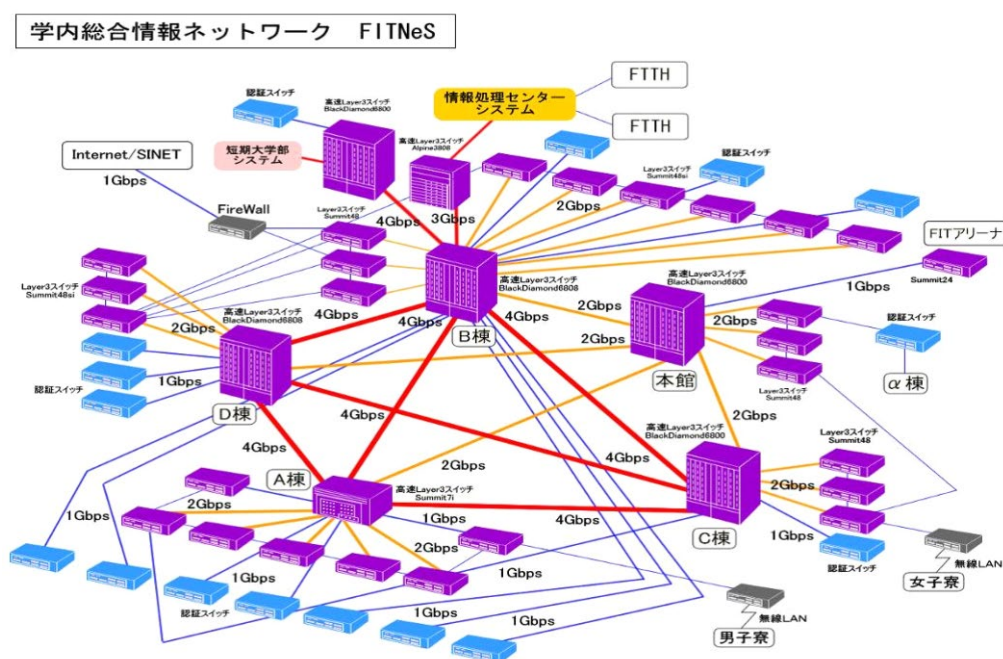 学内総合情報ネットワーク FITNeS
FTTH
情報処理センター
システム
FTTH
認証スイッチ
高速Layer3スイッチ
BlackDiamond6800
短期大学部
システム
高速Layer3スイッチ
Alpine3808
Internet/SINET
1Gbps
FireWall
Layer3スイッチ
Summit48
4Gbps
3Gbps
2Gbps
Layer3スイッチ
Summit48si
認証スイッチ
FITアリーナ
Summit24
1Gbps
Layer3スイッチ
Summit48si
高速Layer3スイッチ
BlackDiamond6808
2Gbps
4Gbps
4Gbps
高速Layer3スイッチ
BlackDiamond6808
4Gbps
B棟
2Gbps
高速Layer3スイッチ
BlackDiamond6800
2Gbps
認証スイッチ
α棟
本館
2Gbps
Layer3スイッチ
Summit48
1Gbps
認証スイッチ
D棟
4Gbps
4Gbps
2Gbps
高速Layer3スイッチ
BlackDiamond6800
Layer3スイッチ
Summit48
4Gbps
2Gbps
A棟
2Gbps
高速Layer3スイッチ
Summit7i
2Gbps
1Gbps
4Gbps
C棟
1Gbps
1Gbps
2Gbps
1Gbps
認証スイッチ
無線LAN
女子寮
1Gbps
認証スイッチ
1Gbps
1Gbps
1Gbps
無線LAN
男子寮